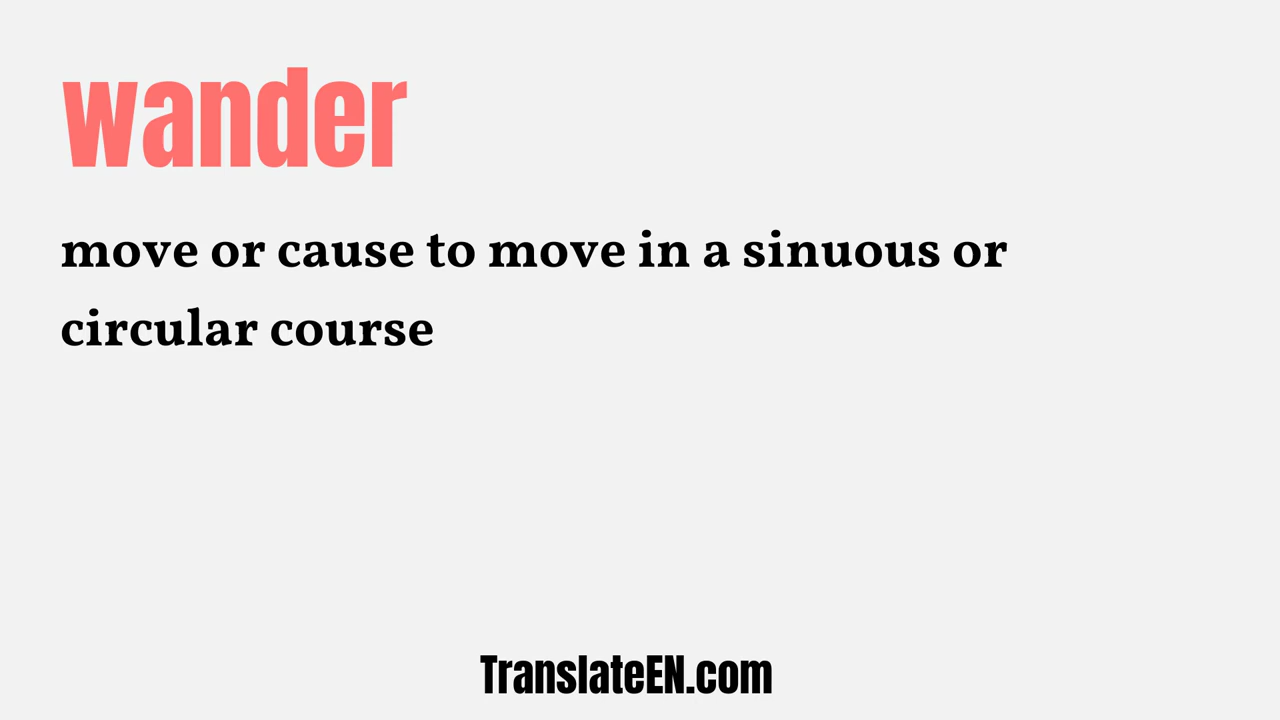 wander
move or cause to move in a sinuous or
circular course
TranslateEN.com